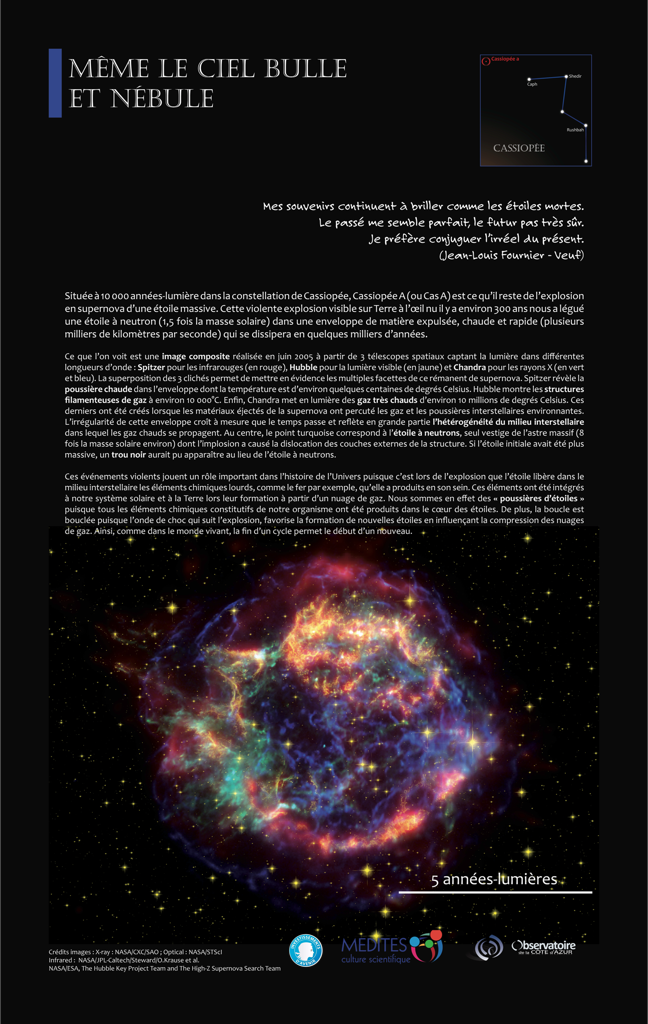 MÊME LE CIEL BULLE
ET NÉBULE
Cassiopée a
Caph
Shedir
Ruchbah
CASSIOPÉE
Mes souvenirs continuent à briller comme les étoiles mortes.
Le passé me semble parfait, le futur pas très sûr.
Je préfère conjuguer l'irréel du présent.
(Jean-Louis Fournier - Veuf)
Située à 10 000 années-lumière dans la constellation de Cassiopée, Cassiopée A (ou Cas A) est ce qu'il reste de l'explosion
en supernova d'une étoile massive. Cette violente explosion visible sur Terre à l'œil nu il y a environ 300 ans nous a légué
une étoile à neutron (1,5 fois la masse solaire) dans une enveloppe de matière expulsée, chaude et rapide (plusieurs
milliers de kilomètres par seconde) qui se dissipera en quelques milliers d'années.
Ce que l'on voit est une image composite réalisée en juin 2005 à partir de 3 télescopes spatiaux captant la lumière dans différentes
longueurs d'onde : Spitzer pour les infrarouges (en rouge), Hubble pour la lumière visible (en jaune) et Chandra pour les rayons X (en vert
et bleu). La superposition des 3 clichés permet de mettre en évidence les multiples facettes de ce rémanent de supernova. Spitzer révèle la
poussière chaude dans l'enveloppe dont la température est d'environ quelques centaines de degrés Celsius. Hubble montre les structures
filamenteuses de gaz à environ 10 000°C. Enfin, Chandra met en lumière des gaz très chauds d'environ 10 millions de degrés Celsius. Ces
derniers ont été créés lorsque les matériaux éjectés de la supernova ont percuté les gaz et les poussières interstellaires environnantes.
L'irrégularité de cette enveloppe croît à mesure que le temps passe et reflète en grande partie l'hétérogénéité du milieu interstellaire
dans lequel les gaz chauds se propagent. Au centre, le point turquoise correspond à l'étoile à neutrons, seul vestige de l'astre massif (8
fois la masse solaire environ) dont l'implosion a causé la dislocation des couches externes de la structure. Si l'étoile initiale avait été plus
massive, un trou noir aurait pu apparaître au lieu de l'étoile à neutrons.
Ces événements violents jouent un rôle important dans l'histoire de l'Univers puisque c'est lors de l'explosion que l'étoile libère dans le
milieu interstellaire les éléments chimiques lourds, comme le fer par exemple, qu'elle a produits en son sein. Ces éléments ont été intégrés
à notre système solaire et à la Terre lors leur formation à partir d'un nuage de gaz. Nous sommes en effet des « poussières d'étoiles »
puisque tous les éléments chimiques constitutifs de notre organisme ont été produits dans le cœur des étoiles. De plus, la boucle est
bouclée puisque l'onde de choc qui suit l'explosion, favorise la formation de nouvelles étoiles en influençant la compression des nuages
de gaz. Ainsi, comme dans le monde vivant, la fin d'un cycle permet le début d'un nouveau.
5 années-lumières
Crédits images : X-ray : NASA/CXC/SAO ; Optical : NASA/STScI
Infrared : NASA/JPL-Caltech/Steward/O.Krause et al.
NASA/ESA, The Hubble Key Project Team and The High-Z Supernova Search Team
MÉDITES
culture scientifique
Observatoire
de la CÔTE d'AZUR